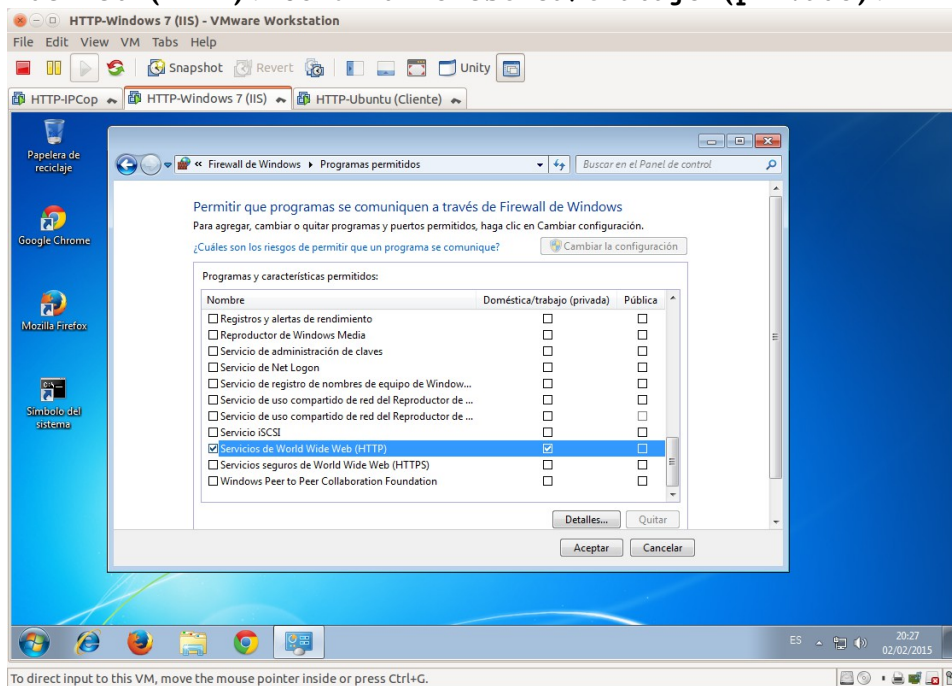 HTTP-Windows 7 (IIS) - VMware Workstation
File Edit View VM Tabs Help
Snapshot Revert Unity
HTTP-IPCop HTTP-Windows 7 (IIS) HTTP-Ubuntu (Cliente)
Papelera de
reciclaje
Google Chrome
Mozilla Firefox
Símbolo del
sistema
« Firewall de Windows Programas permitidos Buscar en el Panel de control
Permitir que programas se comuniquen a través de Firewall de Windows
Para agregar, cambiar o quitar programas y puertos permitidos, haga clic en Cambiar configuración.
¿Cuáles son los riesgos de permitir que un programa se comunique? Cambiar la configuración
Programas y características permitidos:
Nombre Doméstica/trabajo (privada) Pública
Registros y alertas de rendimiento
Reproductor de Windows Media
Servicio de administración de claves
Servicio de Net Logon
Servicio de registro de nombres de equipo de Window...
Servicio de uso compartido de red del Reproductor de ...
Servicio de uso compartido de red del Reproductor de ...
Servicio iSCSI
Servicios de World Wide Web (HTTP)
Servicios seguros de World Wide Web (HTTPS)
Windows Peer to Peer Collaboration Foundation
Detalles... Quitar
Aceptar Cancelar
ES 20:27
02/02/2015
To direct input to this VM, move the mouse pointer inside or press Ctrl+G.